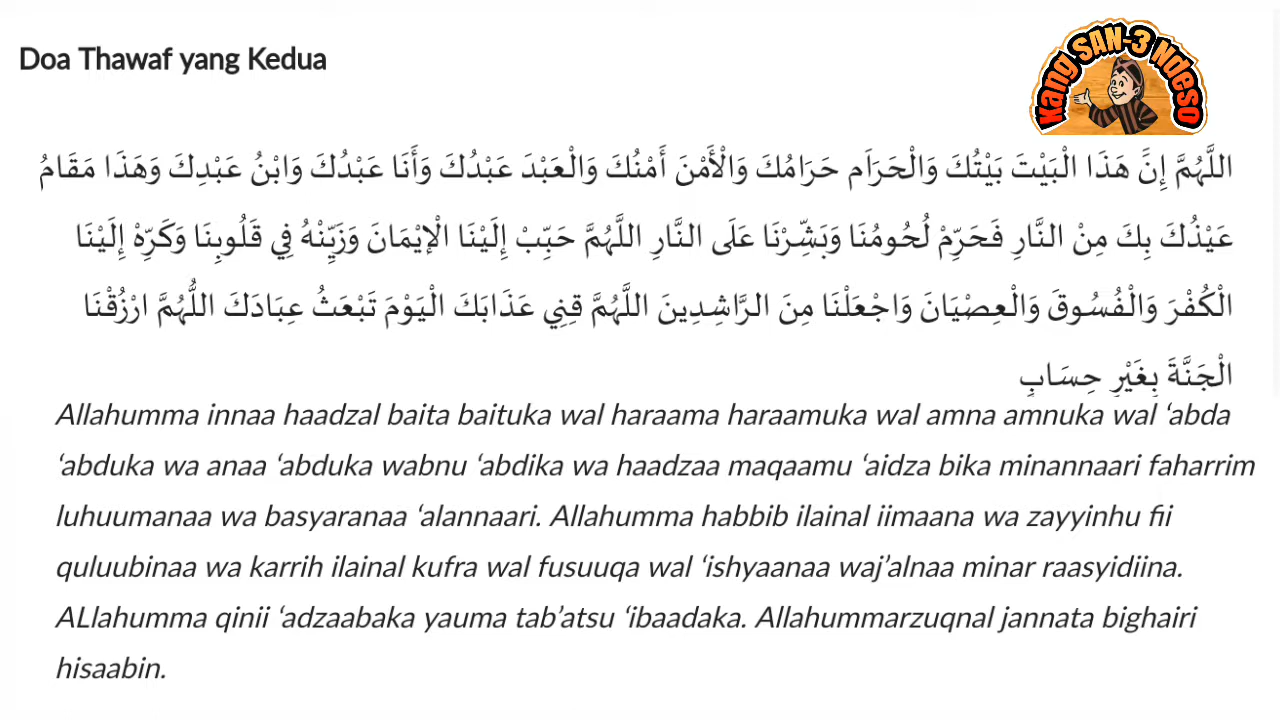 Doa Thawaf yang Kedua
Kang SAN-3 Ndeso
اللَّهُمَّ إِنَّ هَذَا الْبَيْتَ بَيْتُكَ وَالْحَرَاَم حَرَامُكَ وَالْأَمْنَ أَمْنُكَ وَالْعَبْدَ عَبْدُكَ وَأَنَا عَبْدُكَ وَابْنُ عَبْدِكَ وَهَذَا مَقَامُ
عَيْذُكَ بِكَ مِنْ النَّارِ فَحَرِّمْ لُحُومُنَا وَبَشِّرْنَا عَلَى النَّارِ اللَّهُمَّ حَبِّبْ إِلَيْنَا الْإِيْمَانَ وَزَيِّنْهُ فِي قَلُوبِنَا وَكَرِّهْ إِلَيْنَا
الْكُفْرَ وَالْفُسُوقَ وَالْعِصْيَانَ وَاجْعَلْنَا مِنَ الرَّاشِدِينَ اللَّهُمَّ قِنِي عَذَابَكَ الْيَوْمَ تَبْعَثُ عِبَادَكَ اللُّهُمَّ ارْزُقْنَا
الْجَنَّةَ بِغَيْرِ حِسَابٍ
Allahumma innaa haadzal baita baituka wal haraama haraamuka wal amna amnuka wal ‘abda
‘abduka wa anaa ‘abduka wabnu ‘abdika wa haadzaa maqaamu ‘aidza bika minannaari faharrim
luhuumanaa wa basyaranaa ‘alannaari. Allahumma habbib ilainal iimaana wa zayyinhu fii
quluubinaa wa karrih ilainal kufra wal fusuuqa wal ‘ishyaanaa waj’alnaa minar raasyidiina.
ALlahumma qinii ‘adzaabaka yauma tab’atsu ‘ibaadaka. Allahummarzuqnal jannata bighairi
hisaabin.